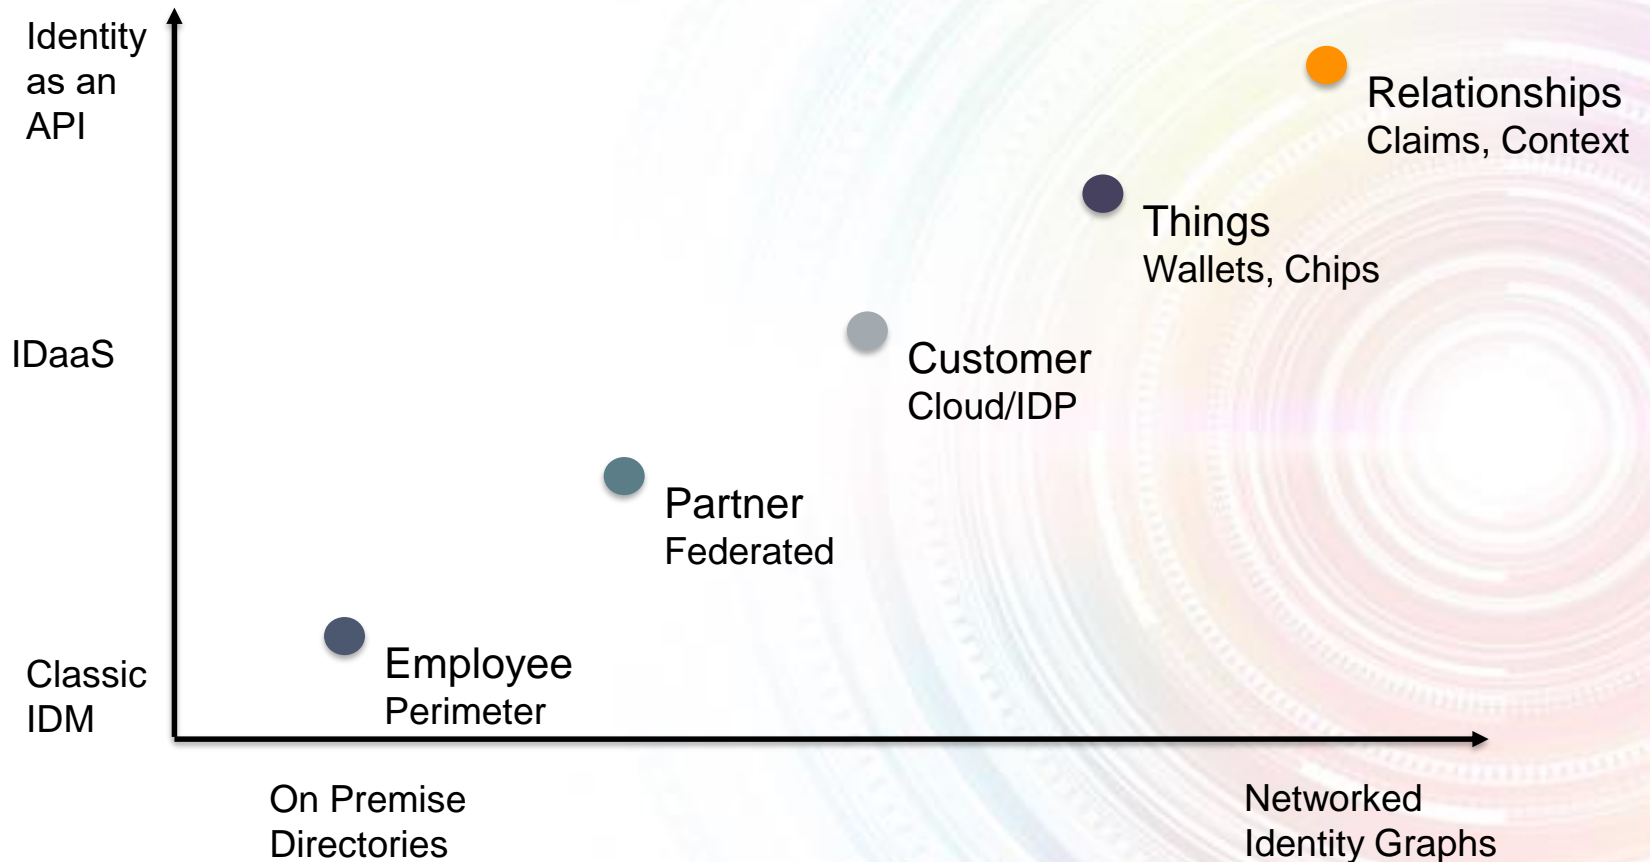 Identity
as an
API
Relationships
Claims, Context
Things
Wallets, Chips
IDaaS
Customer
Cloud/IDP
Partner
Federated
Classic
IDM
Employee
Perimeter
On Premise
Directories
Networked
Identity Graphs